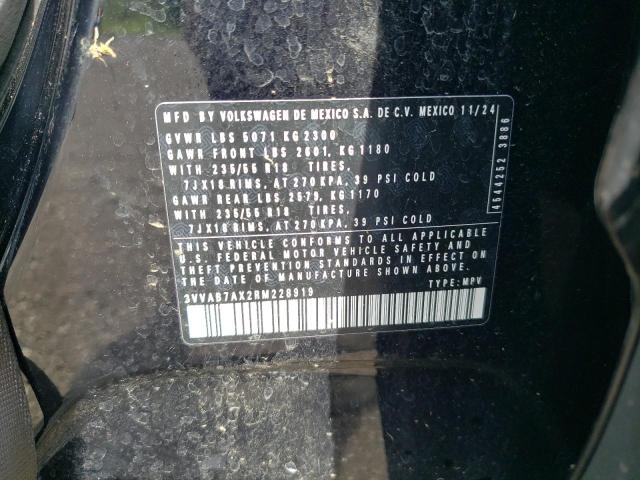 MFD BY VOLKSWAGEN DE MEXICO S.A. DE C.V. MEXICO 11/24
GVWR LBS 5071 KG 2300
GAWR FRONT LBS 2601, KG 1180
WITH 235/55 R18 TIRES,
7JX18 RIMS, AT 270 KPA, 39 PSI COLD
GAWR REAR LBS 2579, KG 1170
WITH 235/55 R18 TIRES,
7JX18 RIMS, AT 270 KPA, 39 PSI COLD
4544252 3886
THIS VEHICLE CONFORMS TO ALL APPLICABLE
U.S. FEDERAL MOTOR VEHICLE SAFETY AND
THEFT PREVENTION STANDARDS IN EFFECT ON
THE DATE OF MANUFACTURE SHOWN ABOVE
3VVAB7AX2RM228919 TYPE: MPV